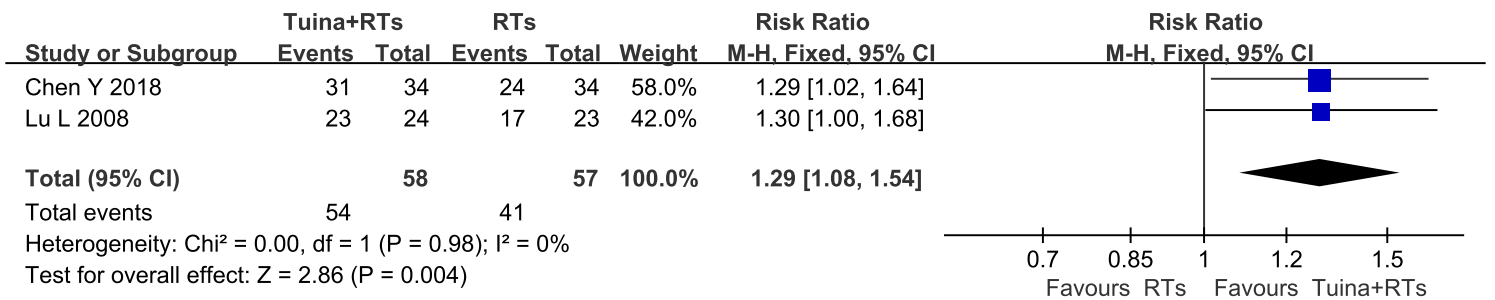 Tuina+RTs RTs Risk Ratio Risk Ratio
Study or Subgroup Events Total Events Total Weight M-H, Fixed, 95% CI M-H, Fixed, 95% CI
Chen Y 2018 31 34 24 34 58.0% 1.29 [1.02, 1.64]
Lu L 2008 23 24 17 23 42.0% 1.30 [1.00, 1.68]
Total (95% CI) 58 57 100.0% 1.29 [1.08, 1.54]
Total events 54 41
Heterogeneity: Chi² = 0.00, df = 1 (P = 0.98); I² = 0%
Test for overall effect: Z = 2.86 (P = 0.004)
0.7 0.85 1 1.2 1.5
Favours RTs Favours Tuina+RTs